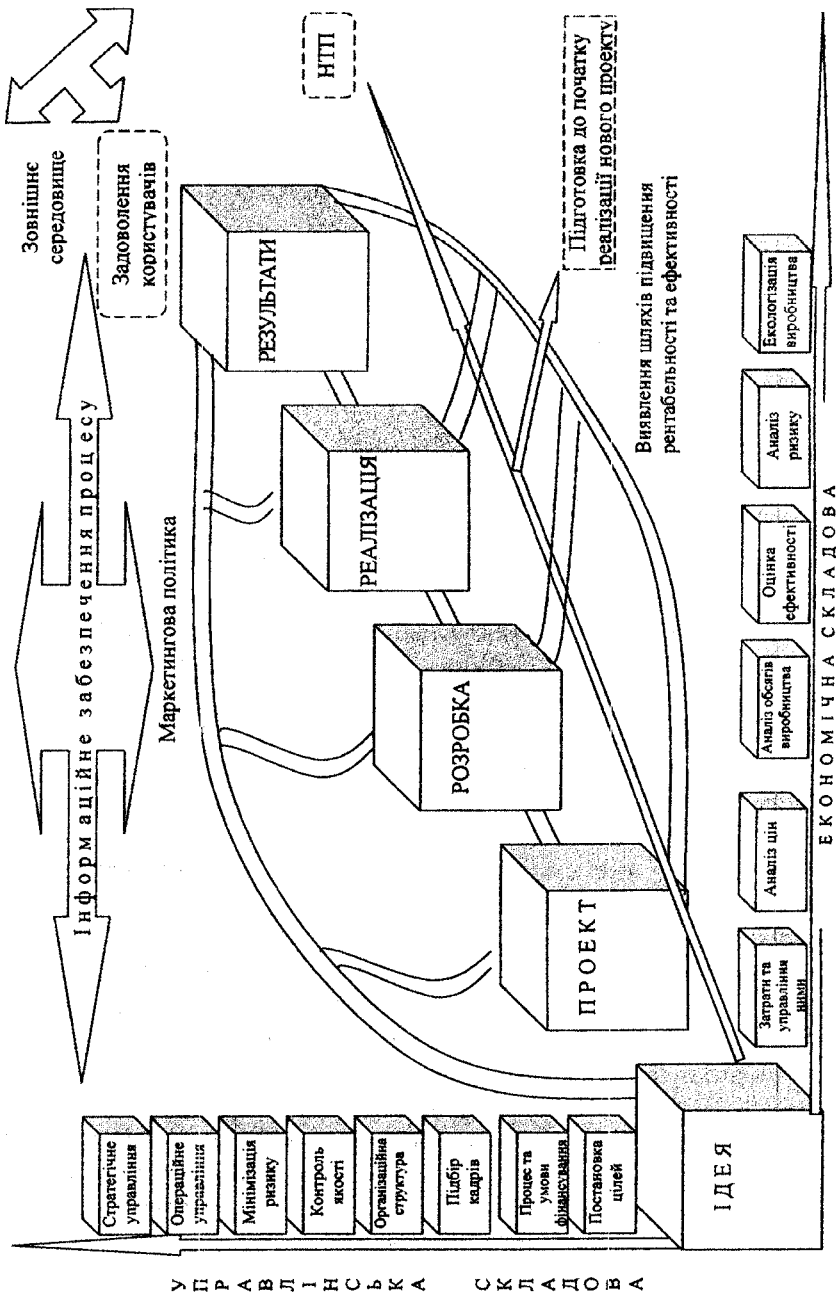 Зовнішнє
середовище
Інформаційне забезпечення процесу
Задоволення
користувачів
Маркетингова політика
НТП
РЕЗУЛЬТАТИ
РЕАЛІЗАЦІЯ
РОЗРОБКА
ПРОЕКТ
ІДЕЯ
Підготовка до початку
реалізації нового проекту
Виявлення шляхів підвищення
рентабельності та ефективності
УПРАВЛІНСЬКА СКЛАДОВА
Стратегічне
управління
Операційне
управління
Мінімізація
ризику
Контроль
якості
Організаційна
структура
Підбір
кадрів
Процес та
умови
фінансування
Постановка
цілей
Затрати та
управління
ними
Аналіз цін
Аналіз обсягів
виробництва
Оцінка
ефективності
Аналіз
ризику
Екологізація
виробництва
ЕКОНОМІЧНА СКЛАДОВА